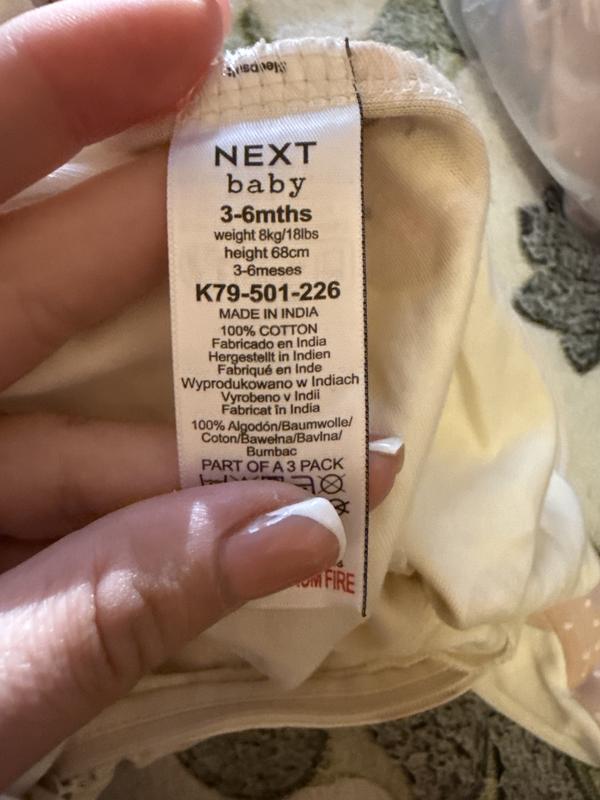 NEXT
baby
3-6mths
weight 8kg/18lbs
height 68cm
3-6meses
K79-501-226
MADE IN INDIA
100% COTTON
Fabricado en India
Hergestellt in Indien
Fabriqué en Inde
Wyprodukowano w Indiach
Vyrobeno v Indii
Fabricat în India
100% Algodón/Baumwolle/
Coton/Bawełna/Bavlna/
Bumbac
PART OF A 3 PACK
FIRE